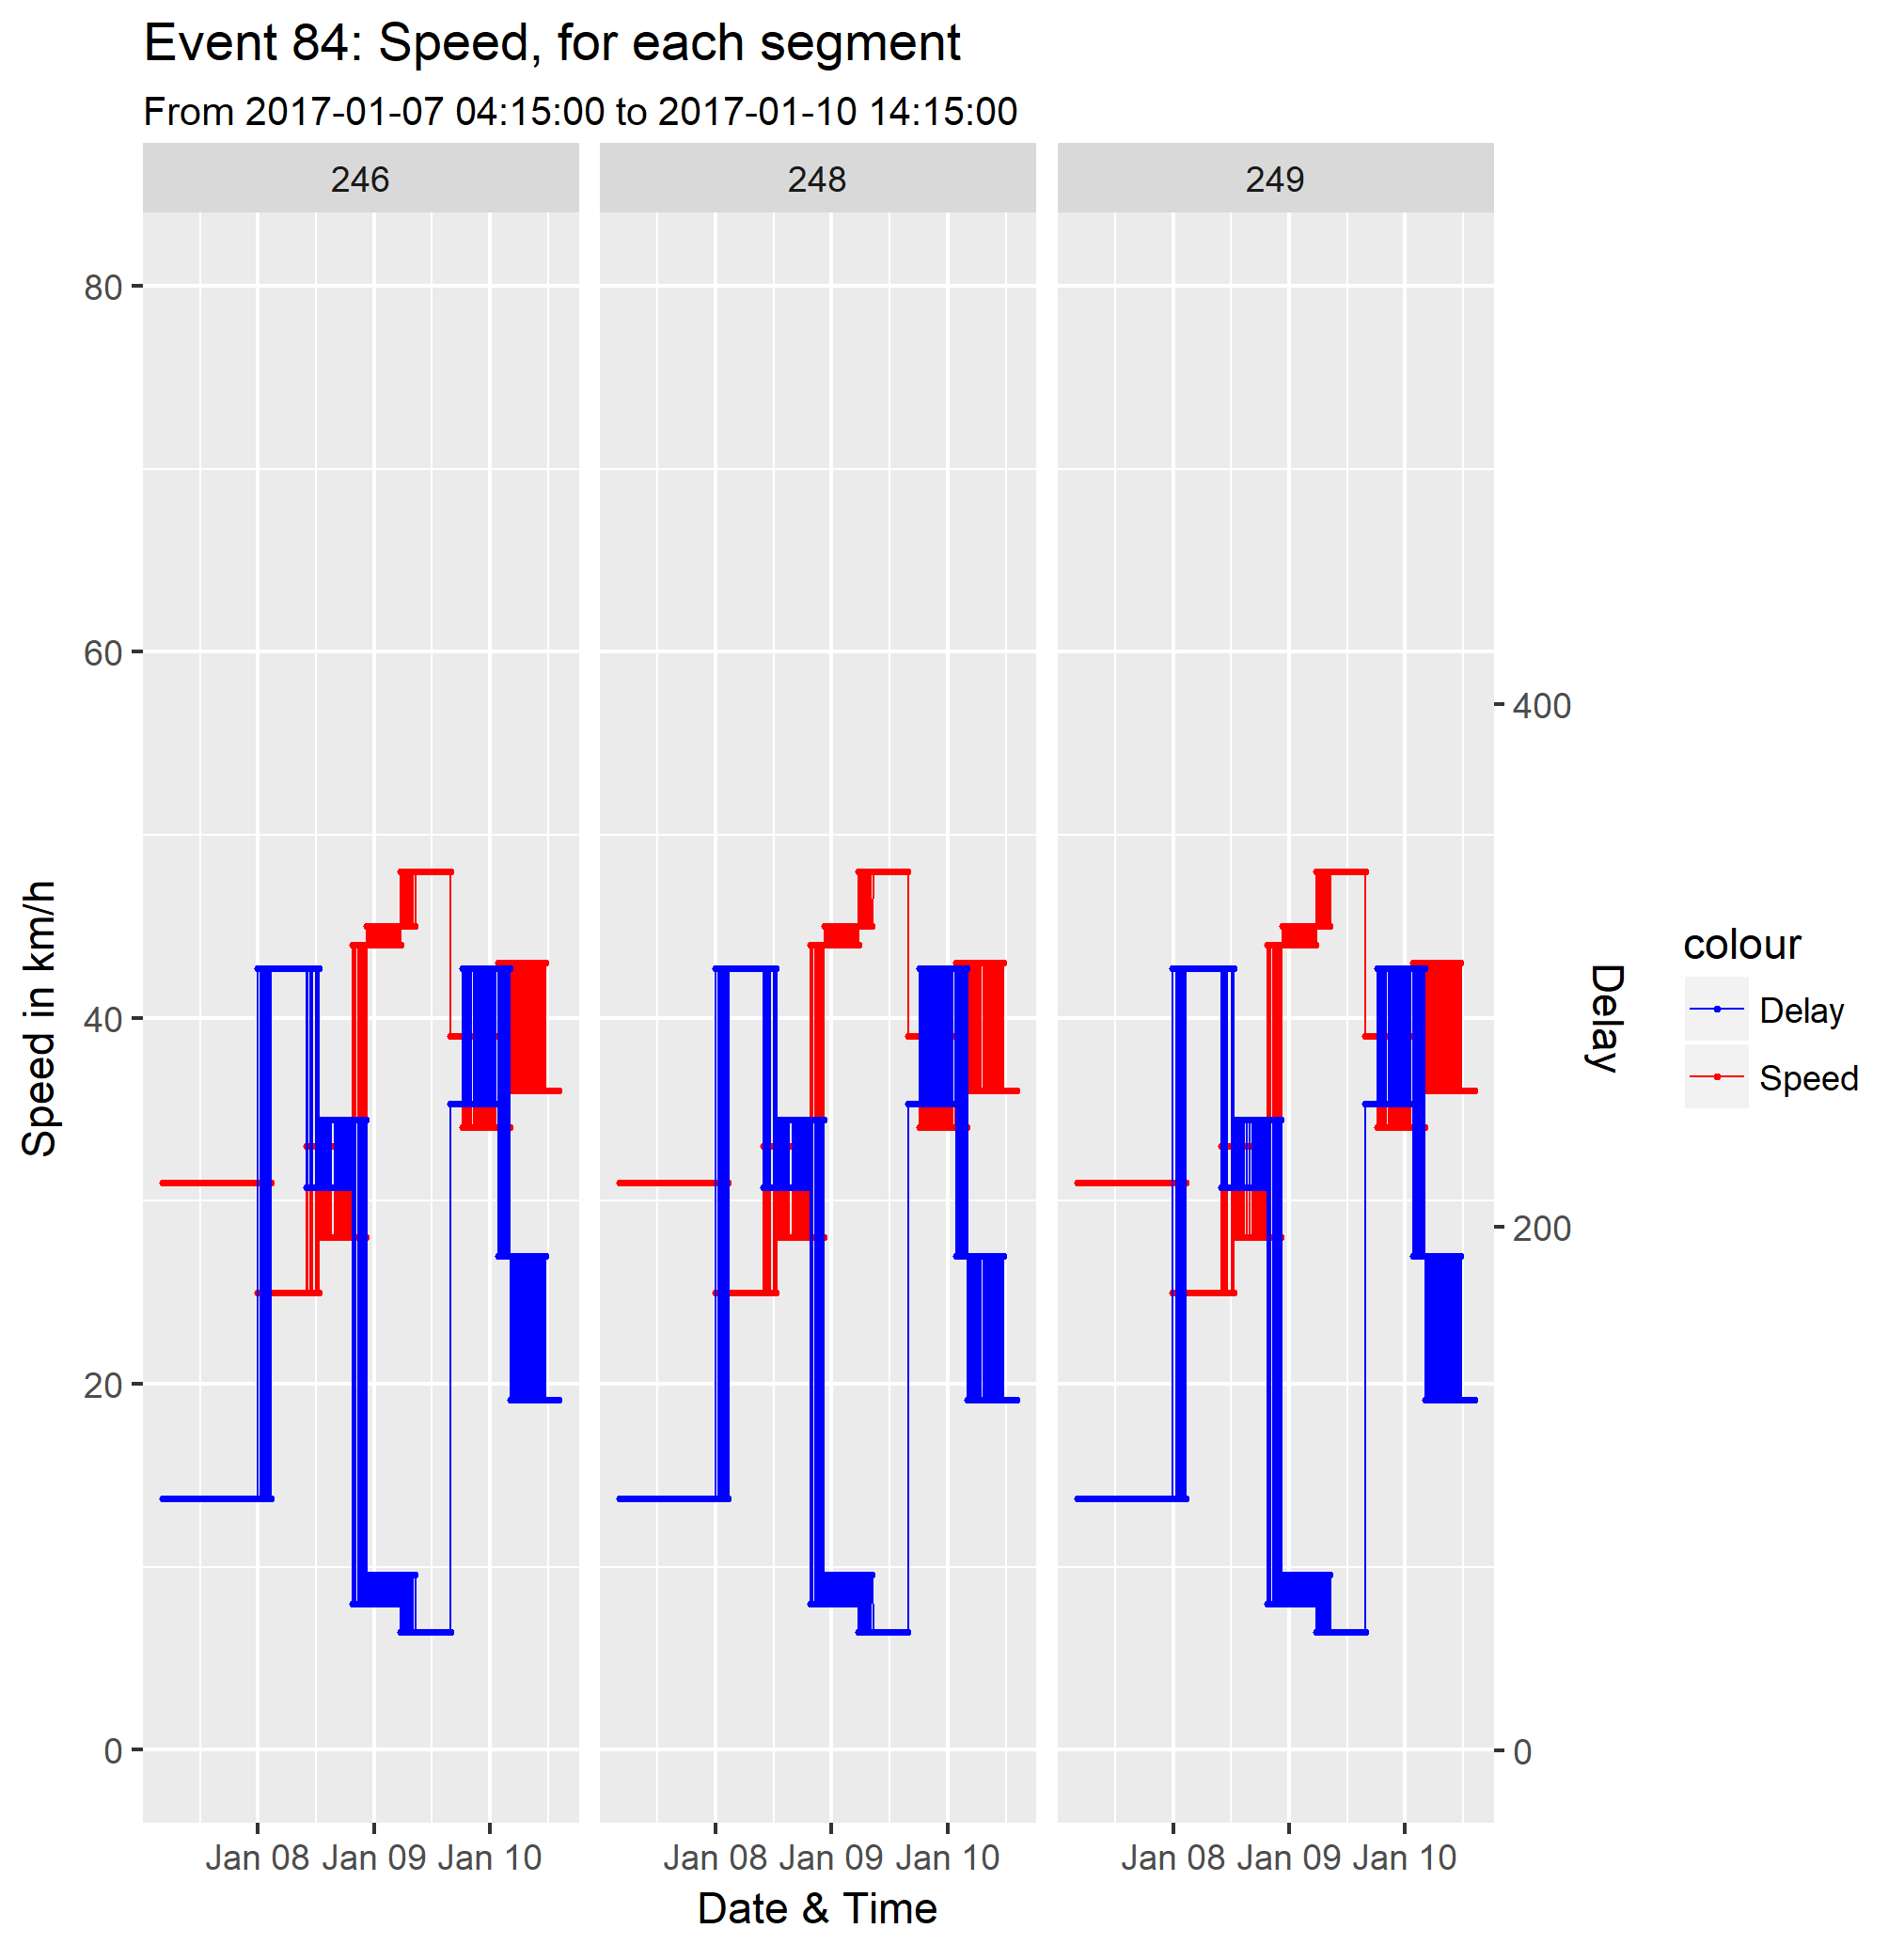 Event 84: Speed, for each segment
From 2017-01-07 04:15:00 to 2017-01-10 14:15:00
246 248 249
80
60
40
20
0
Speed in km/h
400
200
0
Delay
colour
Delay
Speed
Jan 08 Jan 09 Jan 10 Jan 08 Jan 09 Jan 10 Jan 08 Jan 09 Jan 10
Date & Time